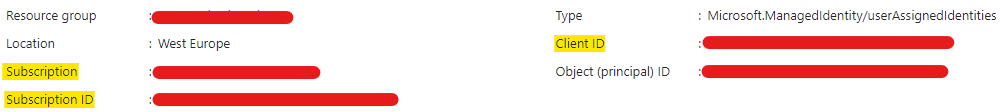 Resource group :
Type : Microsoft.ManagedIdentity/userAssignedIdentities
Location : West Europe
Client ID :
Subscription :
Object (principal) ID :
Subscription ID :